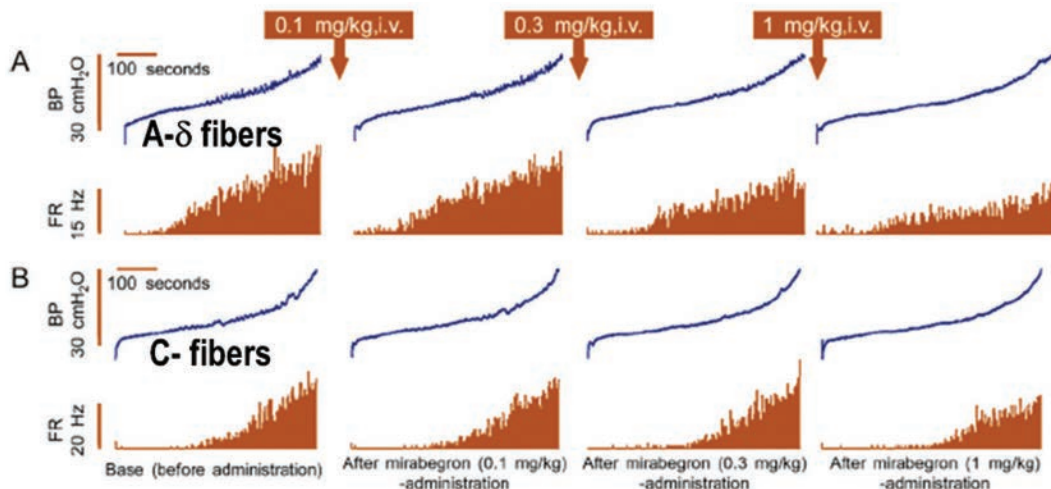 0.1 mg/kg,i.v.
0.3 mg/kg,i.v.
1 mg/kg,i.v.
A
100 seconds
BP
30 cmH₂O
A-δ fibers
FR
15 Hz
B
100 seconds
BP
30 cmH₂O
C- fibers
FR
20 Hz
Base (before administration)
After mirabegron (0.1 mg/kg)
-administration
After mirabegron (0.3 mg/kg)
-administration
After mirabegron (1 mg/kg)
-administration